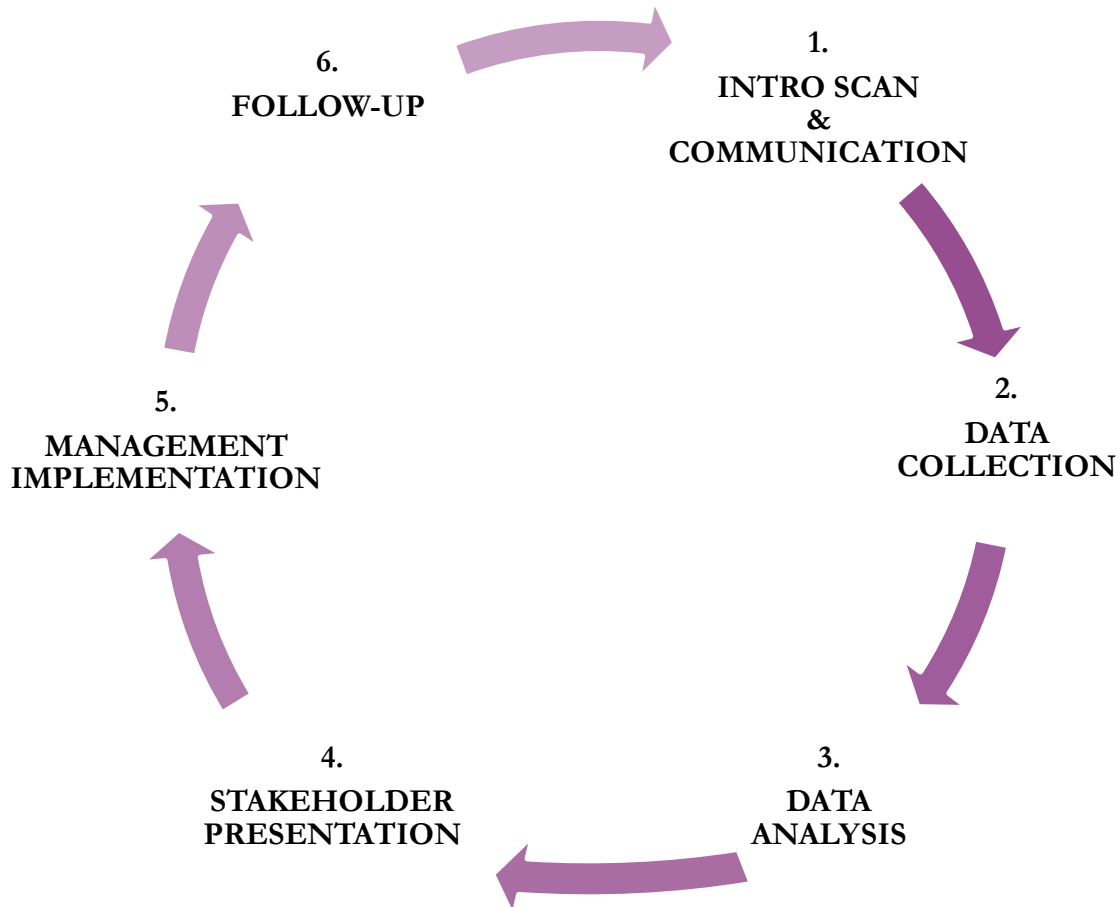 1.
INTRO SCAN
&
COMMUNICATION
2.
DATA
COLLECTION
3.
DATA
ANALYSIS
4.
STAKEHOLDER
PRESENTATION
5.
MANAGEMENT
IMPLEMENTATION
6.
FOLLOW-UP